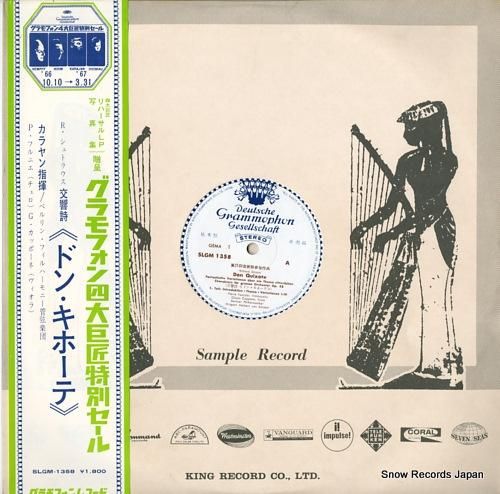 Deutsche Grammophon Gesellschaft
グラモフォン4大巨匠特別セール
'66 '67
10.10→3.31
リハーサルLP
写真集
贈呈
グラモフォン四大巨匠特別セール
R・シュトラウス 交響詩
《ドン・キホーテ》
カラヤン指揮/ベルリン・フィルハーモニー管弦楽団
P・フルニエ(チェロ)G・カッポーネ(ヴィオラ)
SLGM-1358 ¥1,800
グラモフォン・レコード
Deutsche
Grammophon
Gesellschaft
STEREO
GEMA
SLGM 1358
A
Don Quixote
Sample Record
Command
Westminster
VANGUARD
impulse!
TELEFUNKEN
CORAL
SEVEN SEAS
KING RECORD CO., LTD.
Snow Records Japan